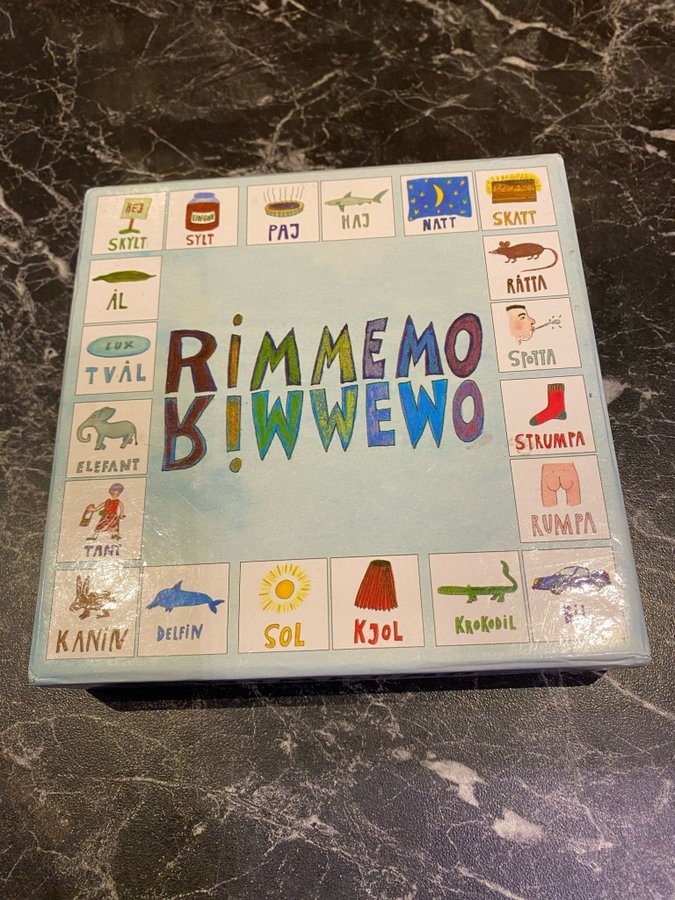 HEJ
SKYLT
LINGON
SYLT
PAJ
HAJ
NATT
SKATT
ÅL
RÅTTA
LUX
TVÅL
SPOTTA
RiMMEMO
ELEFANT
STRUMPA
TANT
RUMPA
KANiN
DELFiN
SOL
KJOL
KROKODiL
BIL